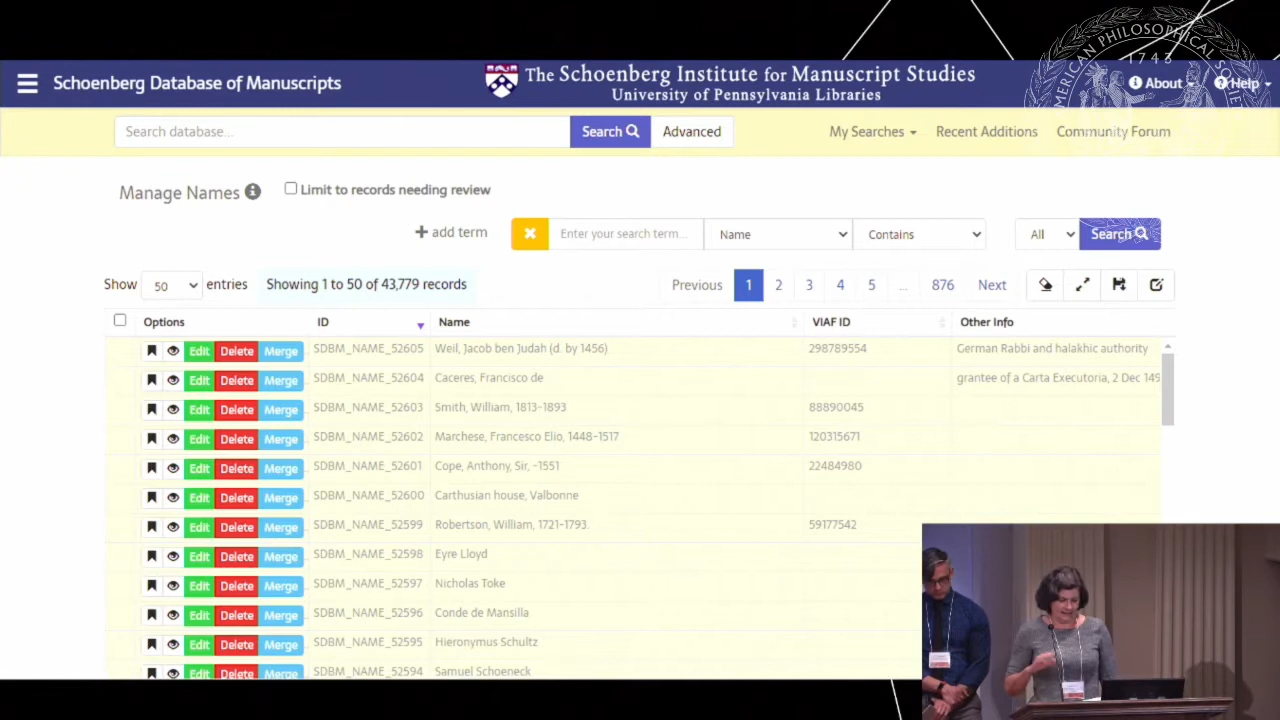 AMERICAN PHILOSOPHICAL SOCIETY
1743
Schoenberg Database of Manuscripts
The Schoenberg Institute for Manuscript Studies
University of Pennsylvania Libraries
About
Help
Search database...
Search
Advanced
My Searches
Recent Additions
Community Forum
Manage Names
Limit to records needing review
add term
Enter your search term...
Name
Contains
All
Search
Show 50 entries
Showing 1 to 50 of 43,779 records
Previous 1 2 3 4 5 ... 876 Next
Options ID Name VIAF ID Other Info
Edit Delete Merge SDBM_NAME_52605 Weil, Jacob ben Judah (d. by 1456) 298789554 German Rabbi and halakhic authority
Edit Delete Merge SDBM_NAME_52604 Caceres, Francisco de grantee of a Carta Executoria, 2 Dec 149
Edit Delete Merge SDBM_NAME_52603 Smith, William, 1813-1893 88890045
Edit Delete Merge SDBM_NAME_52602 Marchese, Francesco Elio, 1448-1517 120315671
Edit Delete Merge SDBM_NAME_52601 Cope, Anthony, Sir, -1551 22484980
Edit Delete Merge SDBM_NAME_52600 Carthusian house, Valbonne
Edit Delete Merge SDBM_NAME_52599 Robertson, William, 1721-1793. 59177542
Edit Delete Merge SDBM_NAME_52598 Eyre Lloyd
Edit Delete Merge SDBM_NAME_52597 Nicholas Toke
Edit Delete Merge SDBM_NAME_52596 Conde de Mansilla
Edit Delete Merge SDBM_NAME_52595 Hieronymus Schultz
Edit Delete Merge SDBM_NAME_52594 Samuel Schoeneck